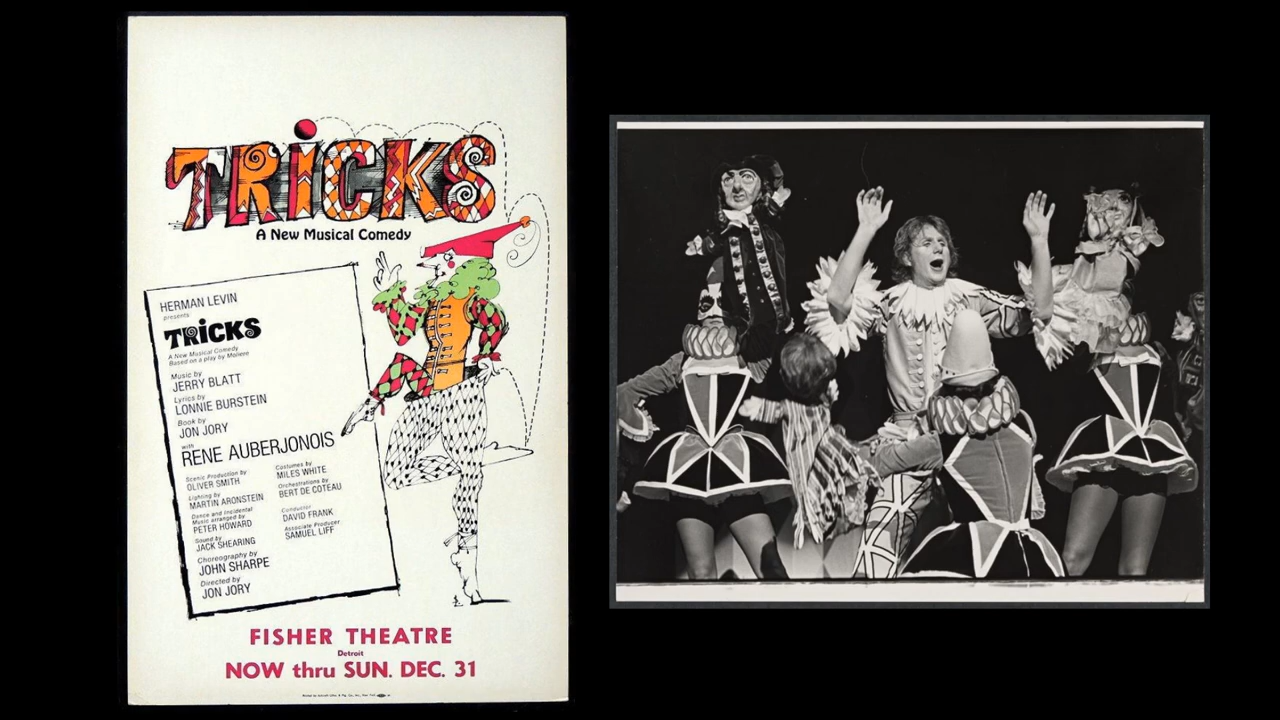 TRiCKS
A New Musical Comedy
HERMAN LEVIN
presents
TRiCKS
A New Musical Comedy
Based on a play by Moliere
Music by
JERRY BLATT
Lyrics by
LONNIE BURSTEIN
Book by
JON JORY
with
RENE AUBERJONOIS
Scenic Production by
OLIVER SMITH
Lighting by
MARTIN ARONSTEIN
Dance and Incidental
Music arranged by
PETER HOWARD
Sound by
JACK SHEARING
Costumes by
MILES WHITE
Orchestrations by
BERT DE COTEAU
Conductor
DAVID FRANK
Associate Producer
SAMUEL LIFF
Choreography by
JOHN SHARPE
Directed by
JON JORY
FISHER THEATRE
Detroit
NOW thru SUN. DEC. 31